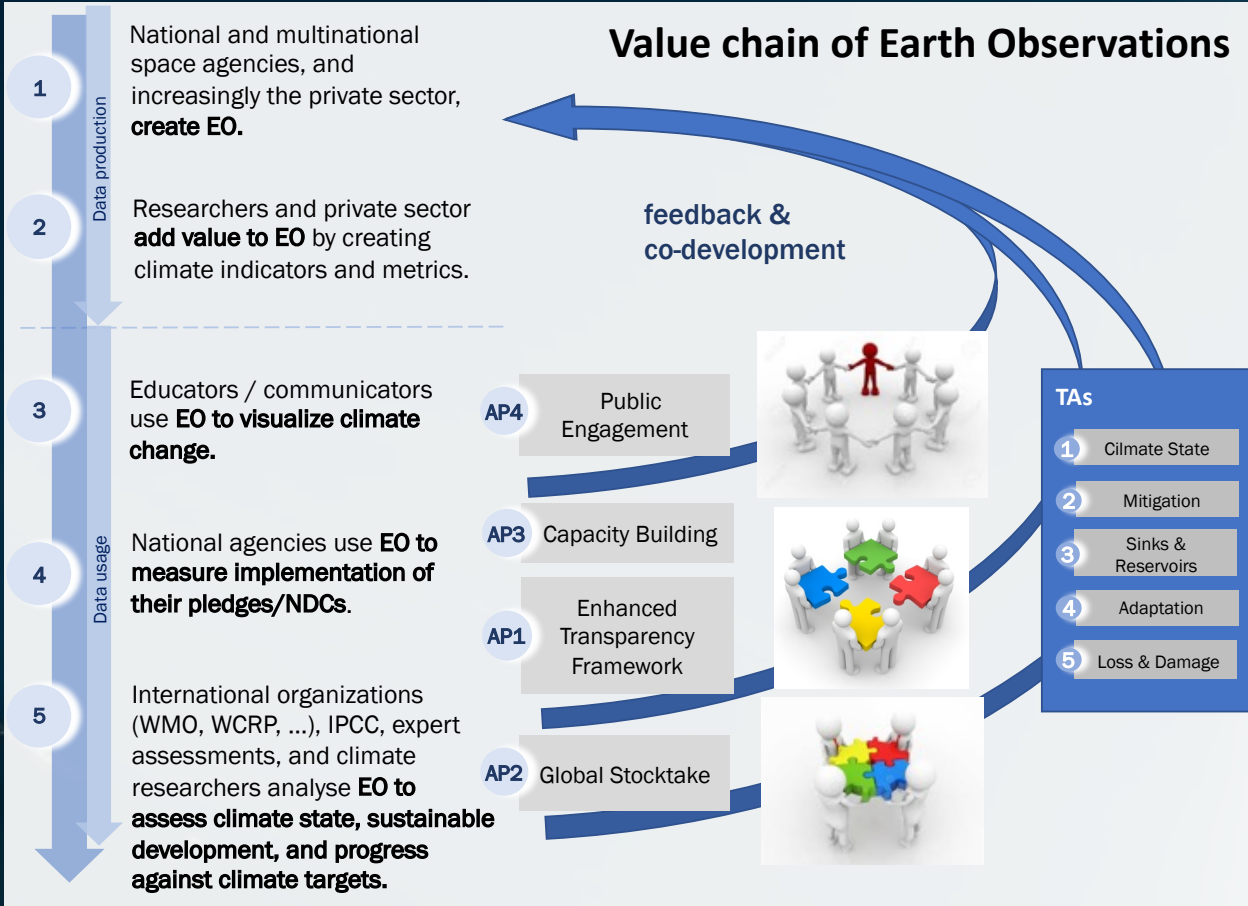 Value chain of Earth Observations
1
National and multinational
space agencies, and
increasingly the private sector,
create EO.
Data production
2
Researchers and private sector
add value to EO by creating
climate indicators and metrics.
feedback &
co-development
3
Educators / communicators
use EO to visualize climate
change.
AP4
Public
Engagement
Data usage
4
National agencies use EO to
measure implementation of
their pledges/NDCs.
AP3
Capacity Building
AP1
Enhanced
Transparency
Framework
5
International organizations
(WMO, WCRP, ...), IPCC, expert
assessments, and climate
researchers analyse EO to
assess climate state, sustainable
development, and progress
against climate targets.
AP2
Global Stocktake
TAs
1
Cilmate State
2
Mitigation
3
Sinks &
Reservoirs
4
Adaptation
5
Loss & Damage